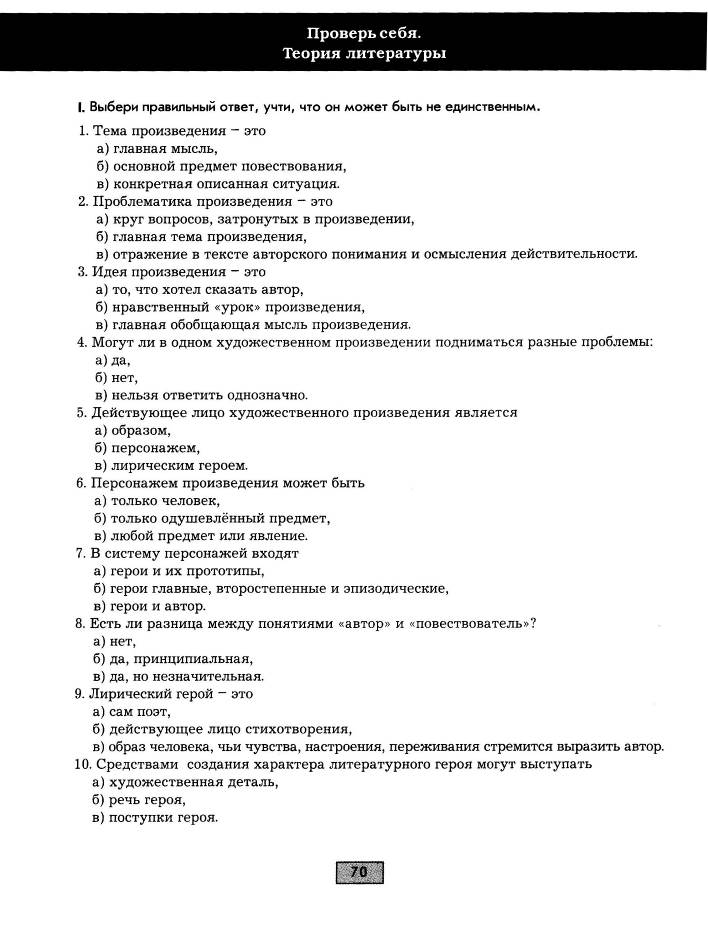 Проверь себя.
Теория литературы
I. Выбери правильный ответ, учти, что он может быть не единственным.
1. Тема произведения – это
а) главная мысль,
б) основной предмет повествования,
в) конкретная описанная ситуация.
2. Проблематика произведения – это
а) круг вопросов, затронутых в произведении,
б) главная тема произведения,
в) отражение в тексте авторского понимания и осмысления действительности.
3. Идея произведения – это
а) то, что хотел сказать автор,
б) нравственный «урок» произведения,
в) главная обобщающая мысль произведения.
4. Могут ли в одном художественном произведении подниматься разные проблемы:
а) да,
б) нет,
в) нельзя ответить однозначно.
5. Действующее лицо художественного произведения является
а) образом,
б) персонажем,
в) лирическим героем.
6. Персонажем произведения может быть
а) только человек,
б) только одушевлённый предмет,
в) любой предмет или явление.
7. В систему персонажей входят
а) герои и их прототипы,
б) герои главные, второстепенные и эпизодические,
в) герои и автор.
8. Есть ли разница между понятиями «автор» и «повествователь»?
а) нет,
б) да, принципиальная,
в) да, но незначительная.
9. Лирический герой – это
а) сам поэт,
б) действующее лицо стихотворения,
в) образ человека, чьи чувства, настроения, переживания стремится выразить автор.
10. Средствами создания характера литературного героя могут выступать
а) художественная деталь,
б) речь героя,
в) поступки героя.
70